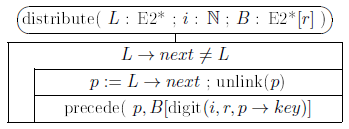 distribute( L : E2* ; i : ℕ ; B : E2*[r] )
L → next ≠ L
p := L → next ; unlink(p)
precede( p, B[digit(i, r, p → key)]